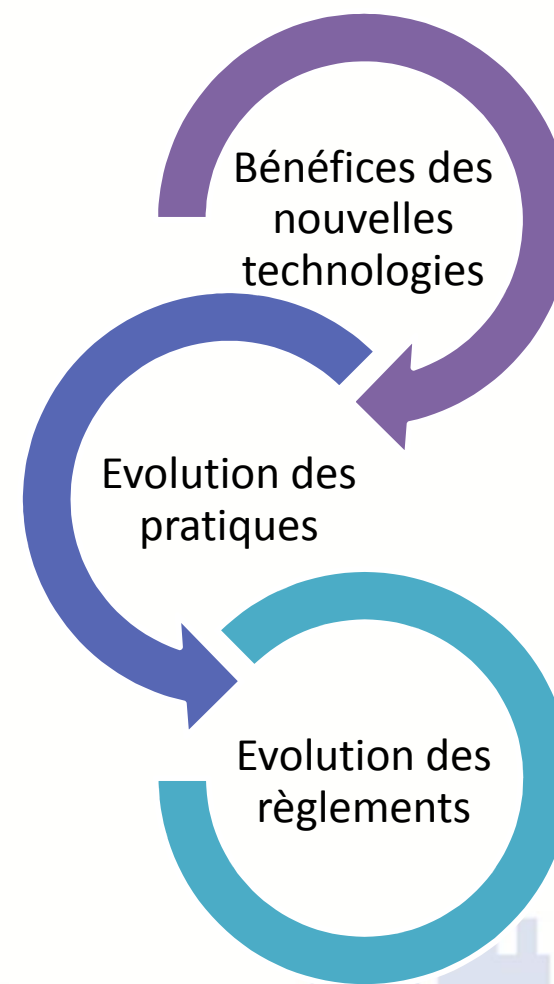 Bénéfices des
nouvelles
technologies
Evolution des
pratiques
Evolution des
règlements